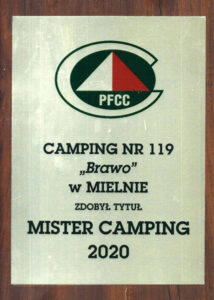 PFCC
CAMPING NR 119
„Brawo”
w MIELNIE
ZDOBYŁ TYTUŁ
MISTER CAMPING
2020